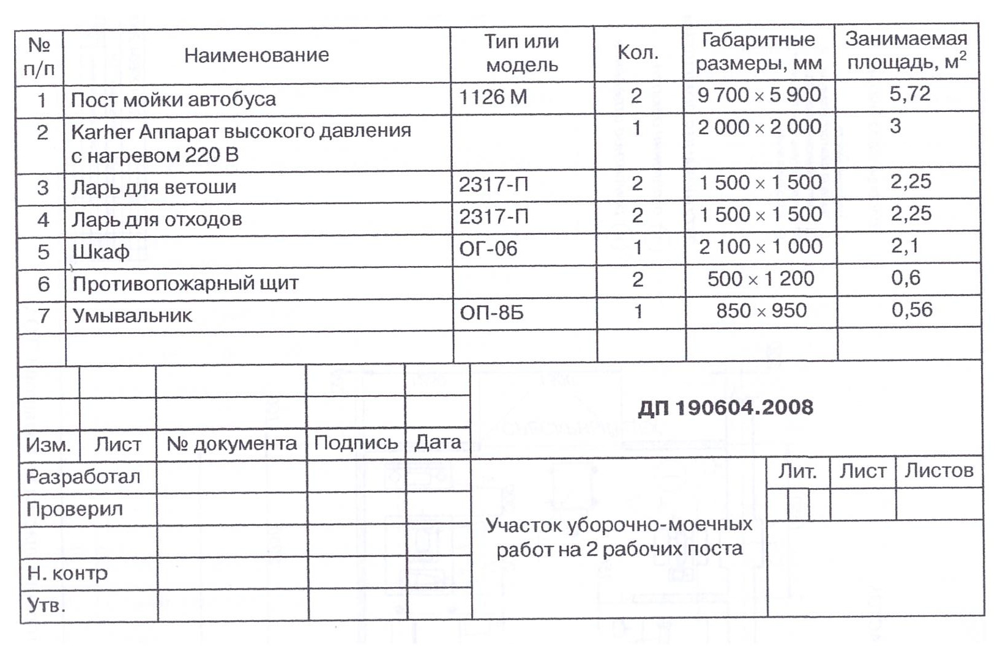 № п/п Наименование Тип или модель Кол. Габаритные размеры, мм Занимаемая площадь, м²
1 Пост мойки автобуса 1126 М 2 9 700 × 5 900 5,72
2 Karher Аппарат высокого давления 1 2 000 × 2 000 3
с нагревом 220 В
3 Ларь для ветоши 2317-П 2 1 500 × 1 500 2,25
4 Ларь для отходов 2317-П 2 1 500 × 1 500 2,25
5 Шкаф ОГ-06 1 2 100 × 1 000 2,1
6 Противопожарный щит 2 500 × 1 200 0,6
7 Умывальник ОП-8Б 1 850 × 950 0,56
ДП 190604.2008
Изм. Лист № документа Подпись Дата
Разработал Лит. Лист Листов
Проверил
Участок уборочно-моечных
работ на 2 рабочих поста
Н. контр
Утв.